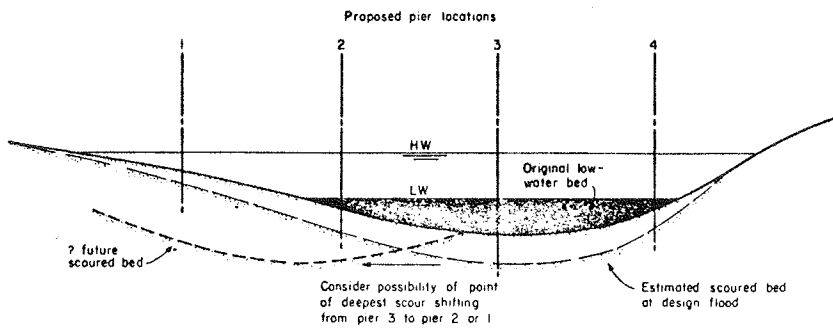 Proposed pier locations
1
2
3
4
HW
Original low-
water bed
LW
? future
scoured bed
Consider possibility of point
of deepest scour shifting
from pier 3 to pier 2 or 1
Estimated scoured bed
at design flood